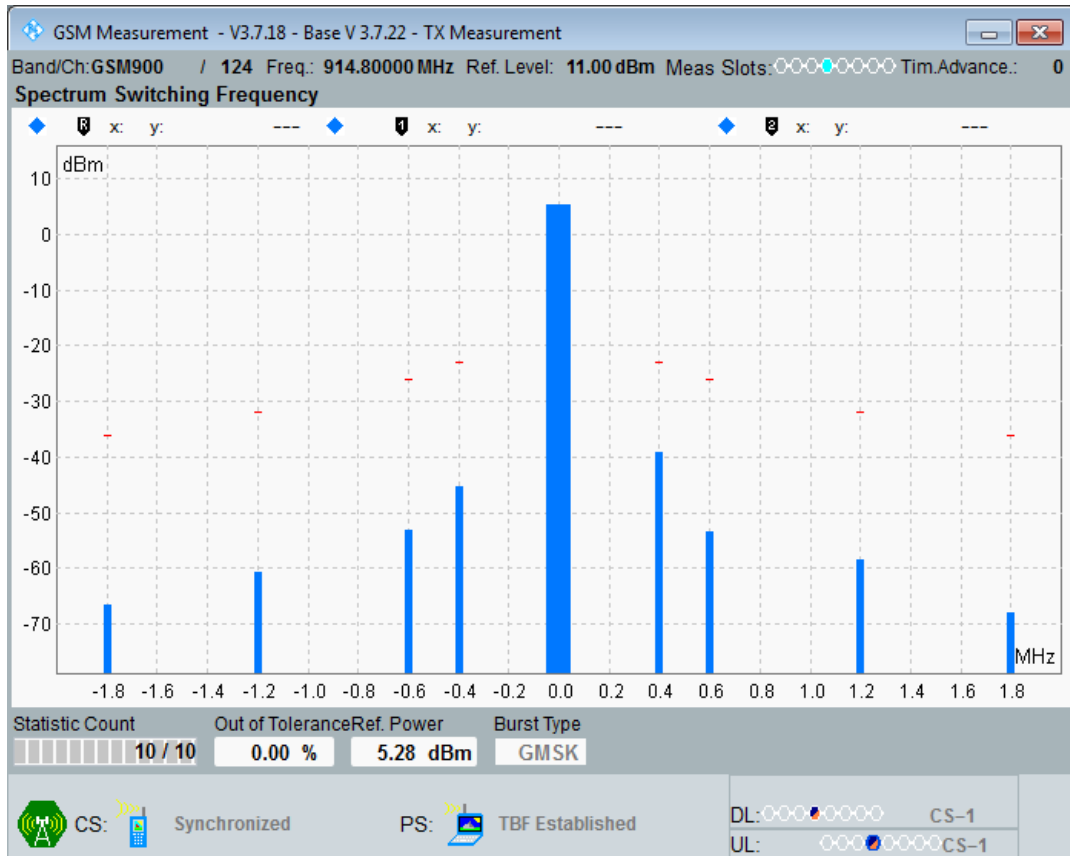 GSM Measurement - V3.7.18 - Base V 3.7.22 - TX Measurement
Band/Ch:GSM900 / 124 Freq.: 914.80000 MHz Ref. Level: 11.00 dBm Meas Slots: Tim.Advance.: 0
Spectrum Switching Frequency
R x: y: --- 1 x: y: --- 2 x: y: ---
dBm
10
0
-10
-20
-30
-40
-50
-60
-70
MHz
-1.8 -1.6 -1.4 -1.2 -1.0 -0.8 -0.6 -0.4 -0.2 0.0 0.2 0.4 0.6 0.8 1.0 1.2 1.4 1.6 1.8
Statistic Count Out of Tolerance Ref. Power Burst Type
10 / 10 0.00 % 5.28 dBm GMSK
CS: Synchronized PS: TBF Established DL: CS-1
UL: CS-1